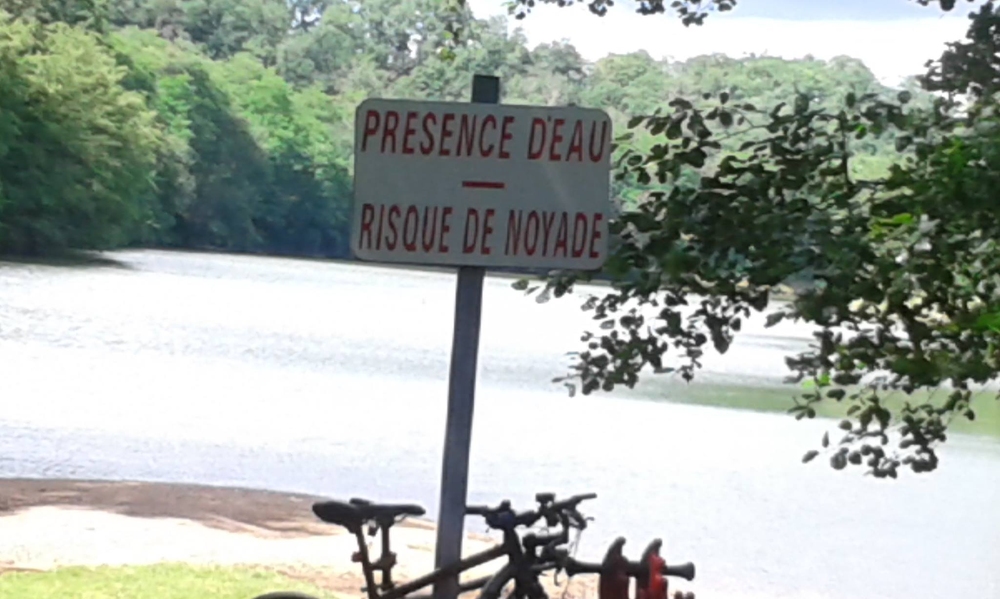 PRESENCE D'EAU
—
RISQUE DE NOYADE